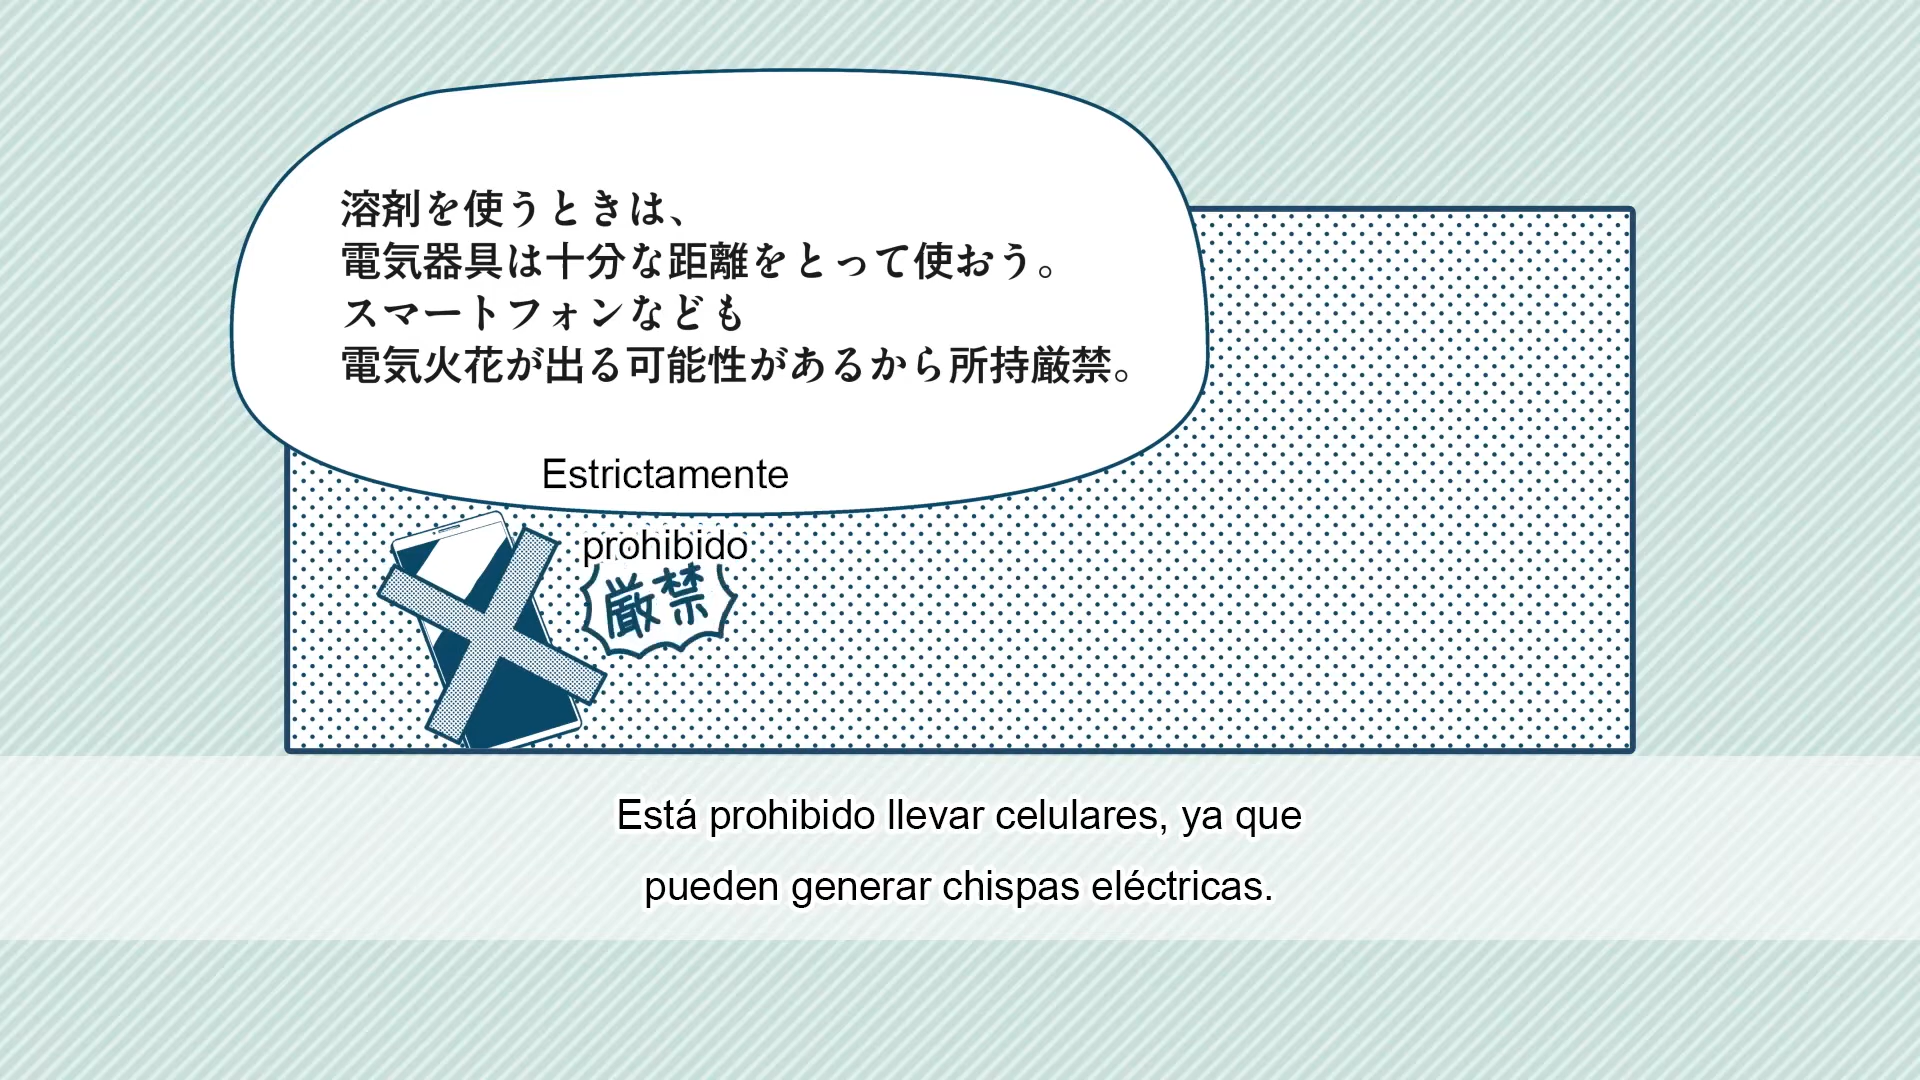 溶剤を使うときは、
電気器具は十分な距離をとって使おう。
スマートフォンなども
電気火花が出る可能性があるから所持厳禁。
Estrictamente
prohibido
厳禁
Está prohibido llevar celulares, ya que
pueden generar chispas eléctricas.